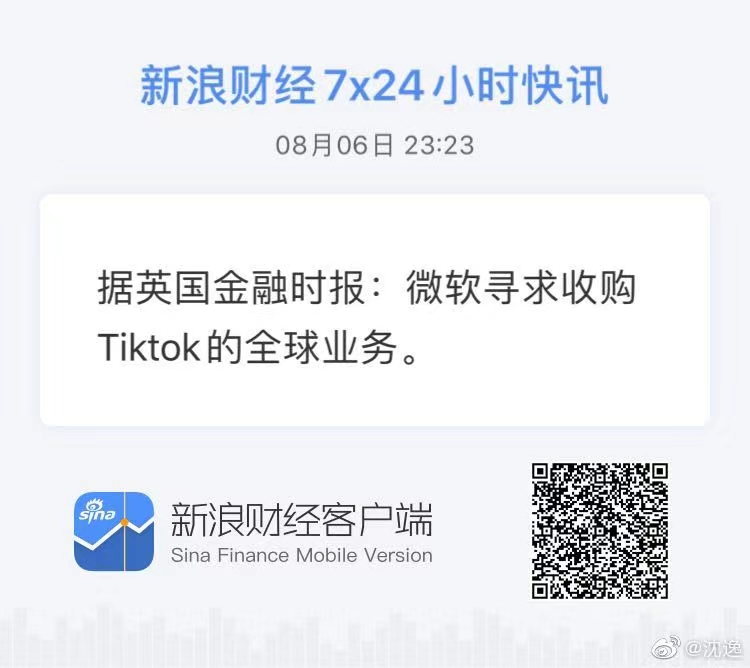 新浪财经7x24小时快讯
08月06日 23:23
据英国金融时报：微软寻求收购
Tiktok的全球业务。
sina
新浪财经客户端
Sina Finance Mobile Version
@沈逸